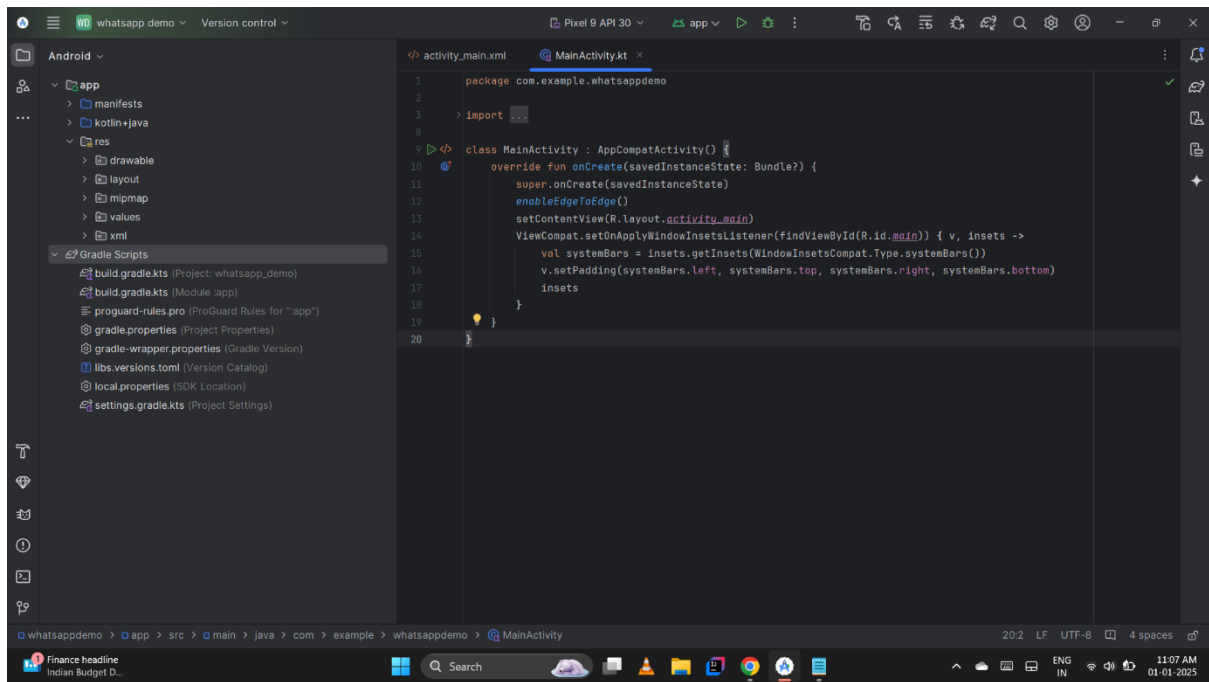 WD whatsapp demo Version control Pixel 9 API 30 app
Android
activity_main.xml MainActivity.kt
app
manifests
kotlin+java
res
drawable
layout
mipmap
values
xml
Gradle Scripts
build.gradle.kts (Project: whatsapp_demo)
build.gradle.kts (Module :app)
proguard-rules.pro (ProGuard Rules for ":app")
gradle.properties (Project Properties)
gradle-wrapper.properties (Gradle Version)
libs.versions.toml (Version Catalog)
local.properties (SDK Location)
settings.gradle.kts (Project Settings)
1 package com.example.whatsappdemo
2
3 import ...
8
9 class MainActivity : AppCompatActivity() {
10 override fun onCreate(savedInstanceState: Bundle?) {
11 super.onCreate(savedInstanceState)
12 enableEdgeToEdge()
13 setContentView(R.layout.activity_main)
14 ViewCompat.setOnApplyWindowInsetsListener(findViewById(R.id.main)) { v, insets ->
15 val systemBars = insets.getInsets(WindowInsetsCompat.Type.systemBars())
16 v.setPadding(systemBars.left, systemBars.top, systemBars.right, systemBars.bottom)
17 insets
18 }
19 }
20 }
whatsappdemo > app > src > main > java > com > example > whatsappdemo > MainActivity 20:2 LF UTF-8 4 spaces
1 Finance headline
Indian Budget D...
Search
ENG
IN
11:07 AM
01-01-2025